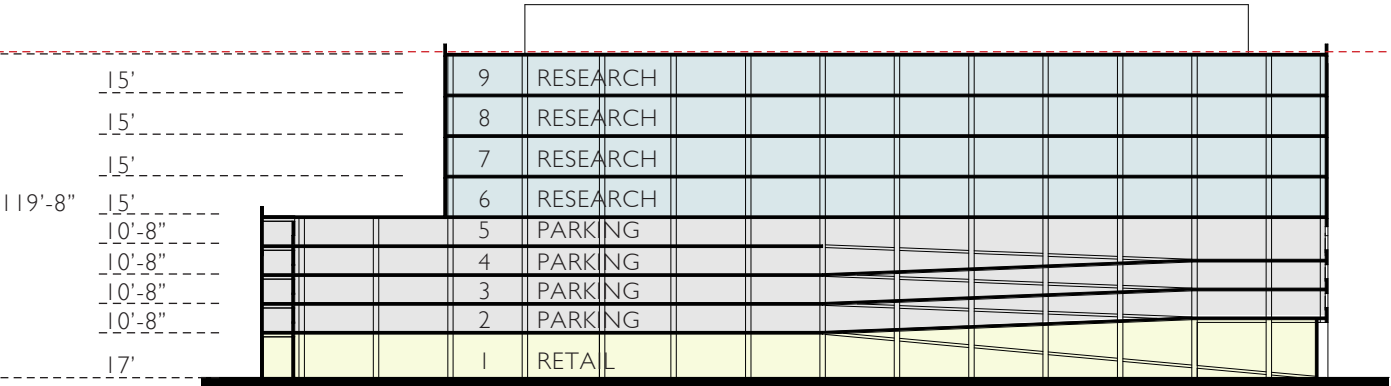 15' 9 RESEARCH
15' 8 RESEARCH
15' 7 RESEARCH
119'-8" 15' 6 RESEARCH
10'-8" 5 PARKING
10'-8" 4 PARKING
10'-8" 3 PARKING
10'-8" 2 PARKING
17' 1 RETAIL